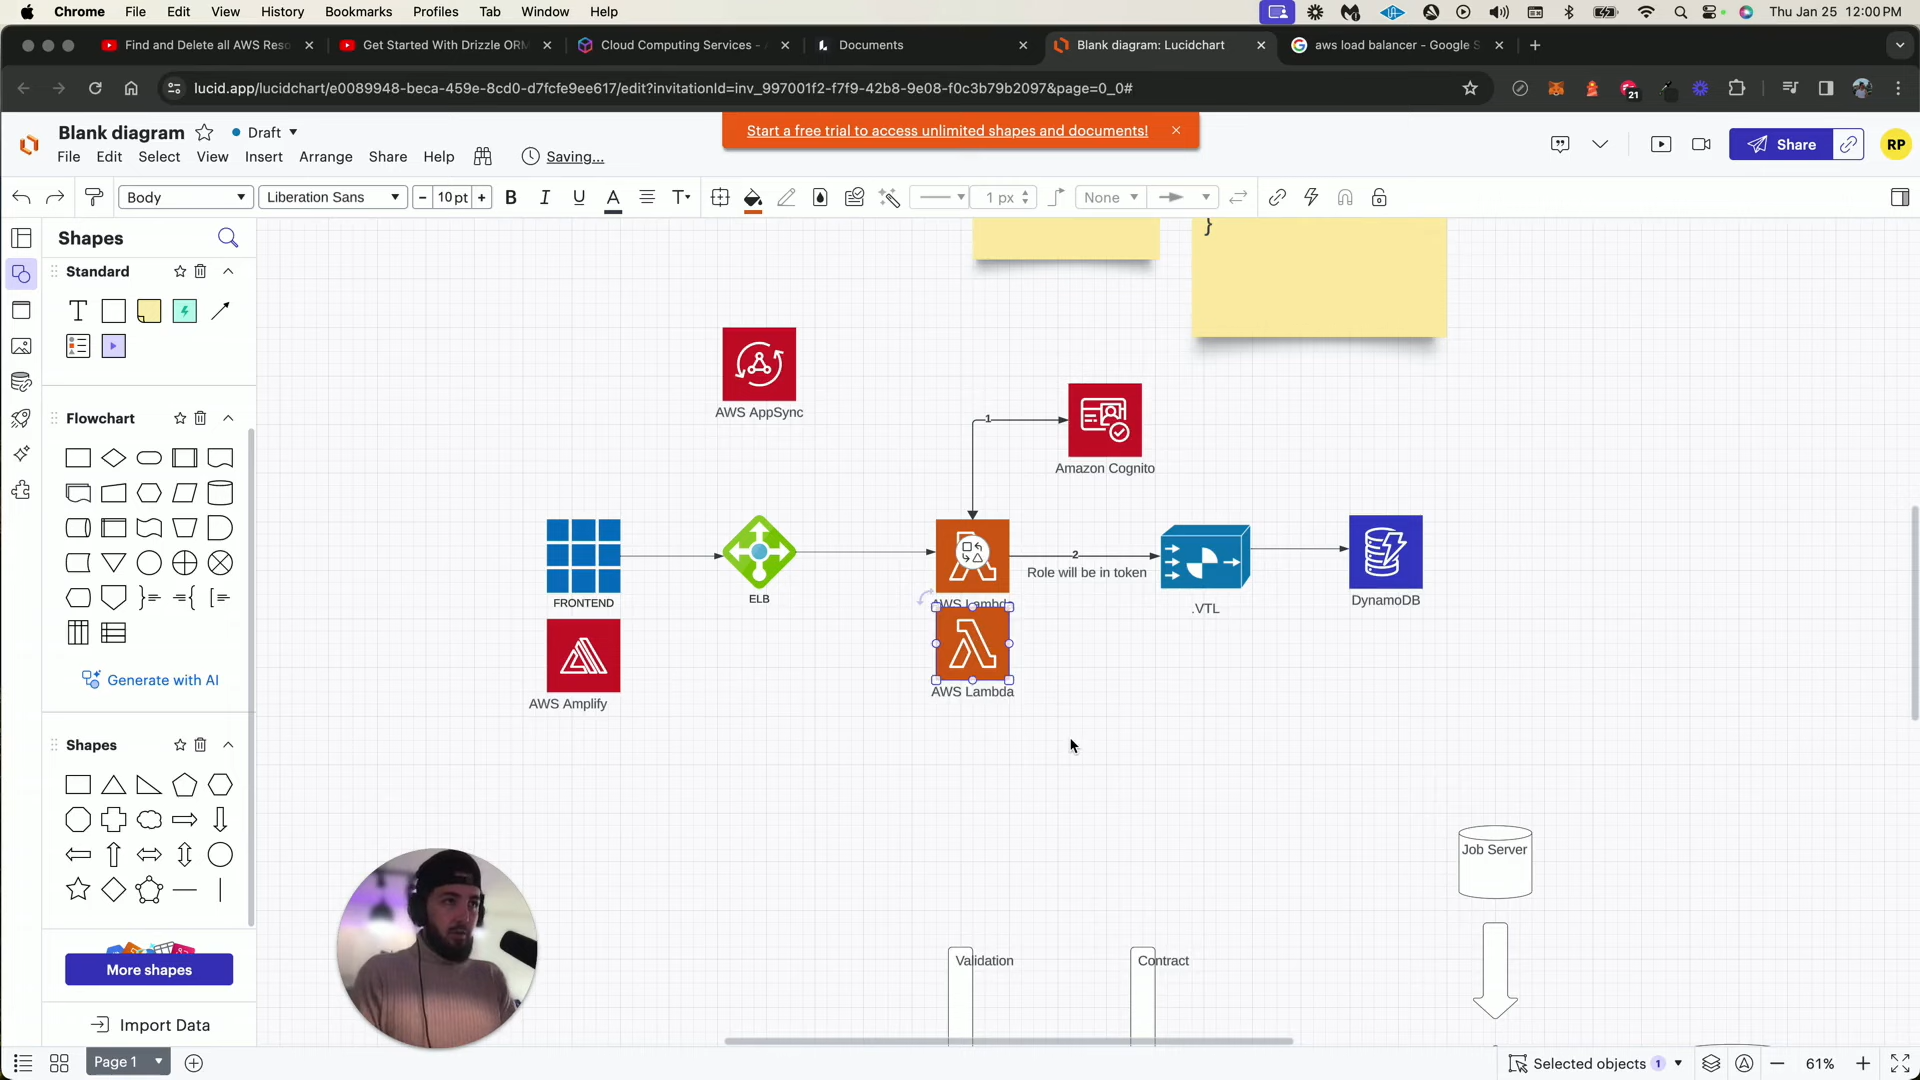 Chrome File Edit View History Bookmarks Profiles Tab Window Help
Thu Jan 25 12:00 PM
Find and Delete all AWS Reso
Get Started With Drizzle ORM
Cloud Computing Services - A
Documents
Blank diagram: Lucidchart
aws load balancer - Google S
lucid.app/lucidchart/e0089948-beca-459e-8cd0-d7fcfe9ee617/edit?invitationId=inv_997001f2-f7f9-42b8-9e08-f0c3b79b2097&page=0_0#
21
Blank diagram
Draft
Start a free trial to access unlimited shapes and documents!
Share
RP
File Edit Select View Insert Arrange Share Help
Saving...
Body
Liberation Sans
10 pt
B I U A T
1 px
None
Shapes
Standard
T
Flowchart
Generate with AI
Shapes
More shapes
Import Data
}
AWS AppSync
1
Amazon Cognito
2
Role will be in token
FRONTEND
ELB
AWS Lambda
.VTL
DynamoDB
AWS Amplify
AWS Lambda
Job Server
Validation
Contract
Page 1
Selected objects 1
61%